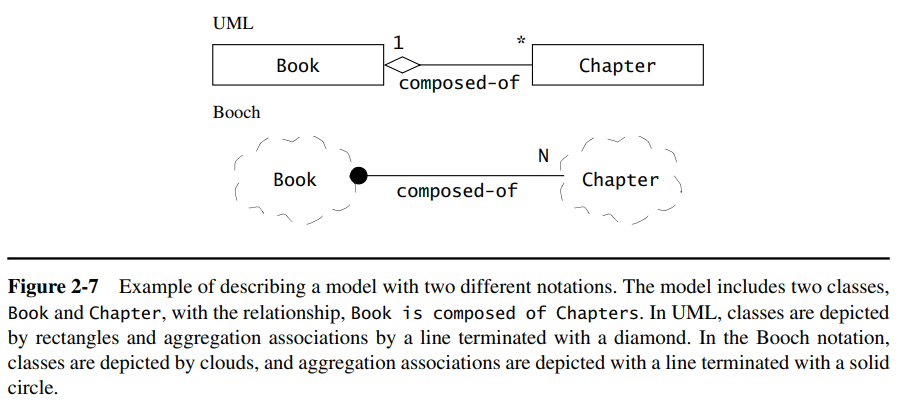 UML
1 *
Book Chapter
composed-of
Booch
N
Book Chapter
composed-of
Figure 2-7 Example of describing a model with two different notations. The model includes two classes,
Book and Chapter, with the relationship, Book is composed of Chapters. In UML, classes are depicted
by rectangles and aggregation associations by a line terminated with a diamond. In the Booch notation,
classes are depicted by clouds, and aggregation associations are depicted with a line terminated with a solid
circle.